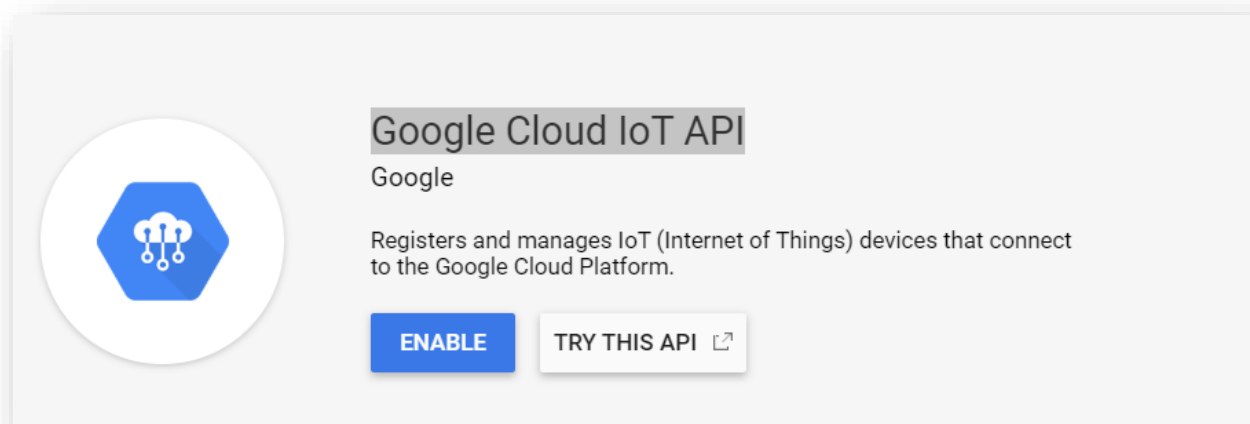 Google Cloud IoT API
Google
Registers and manages IoT (Internet of Things) devices that connect
to the Google Cloud Platform.
ENABLE
TRY THIS API